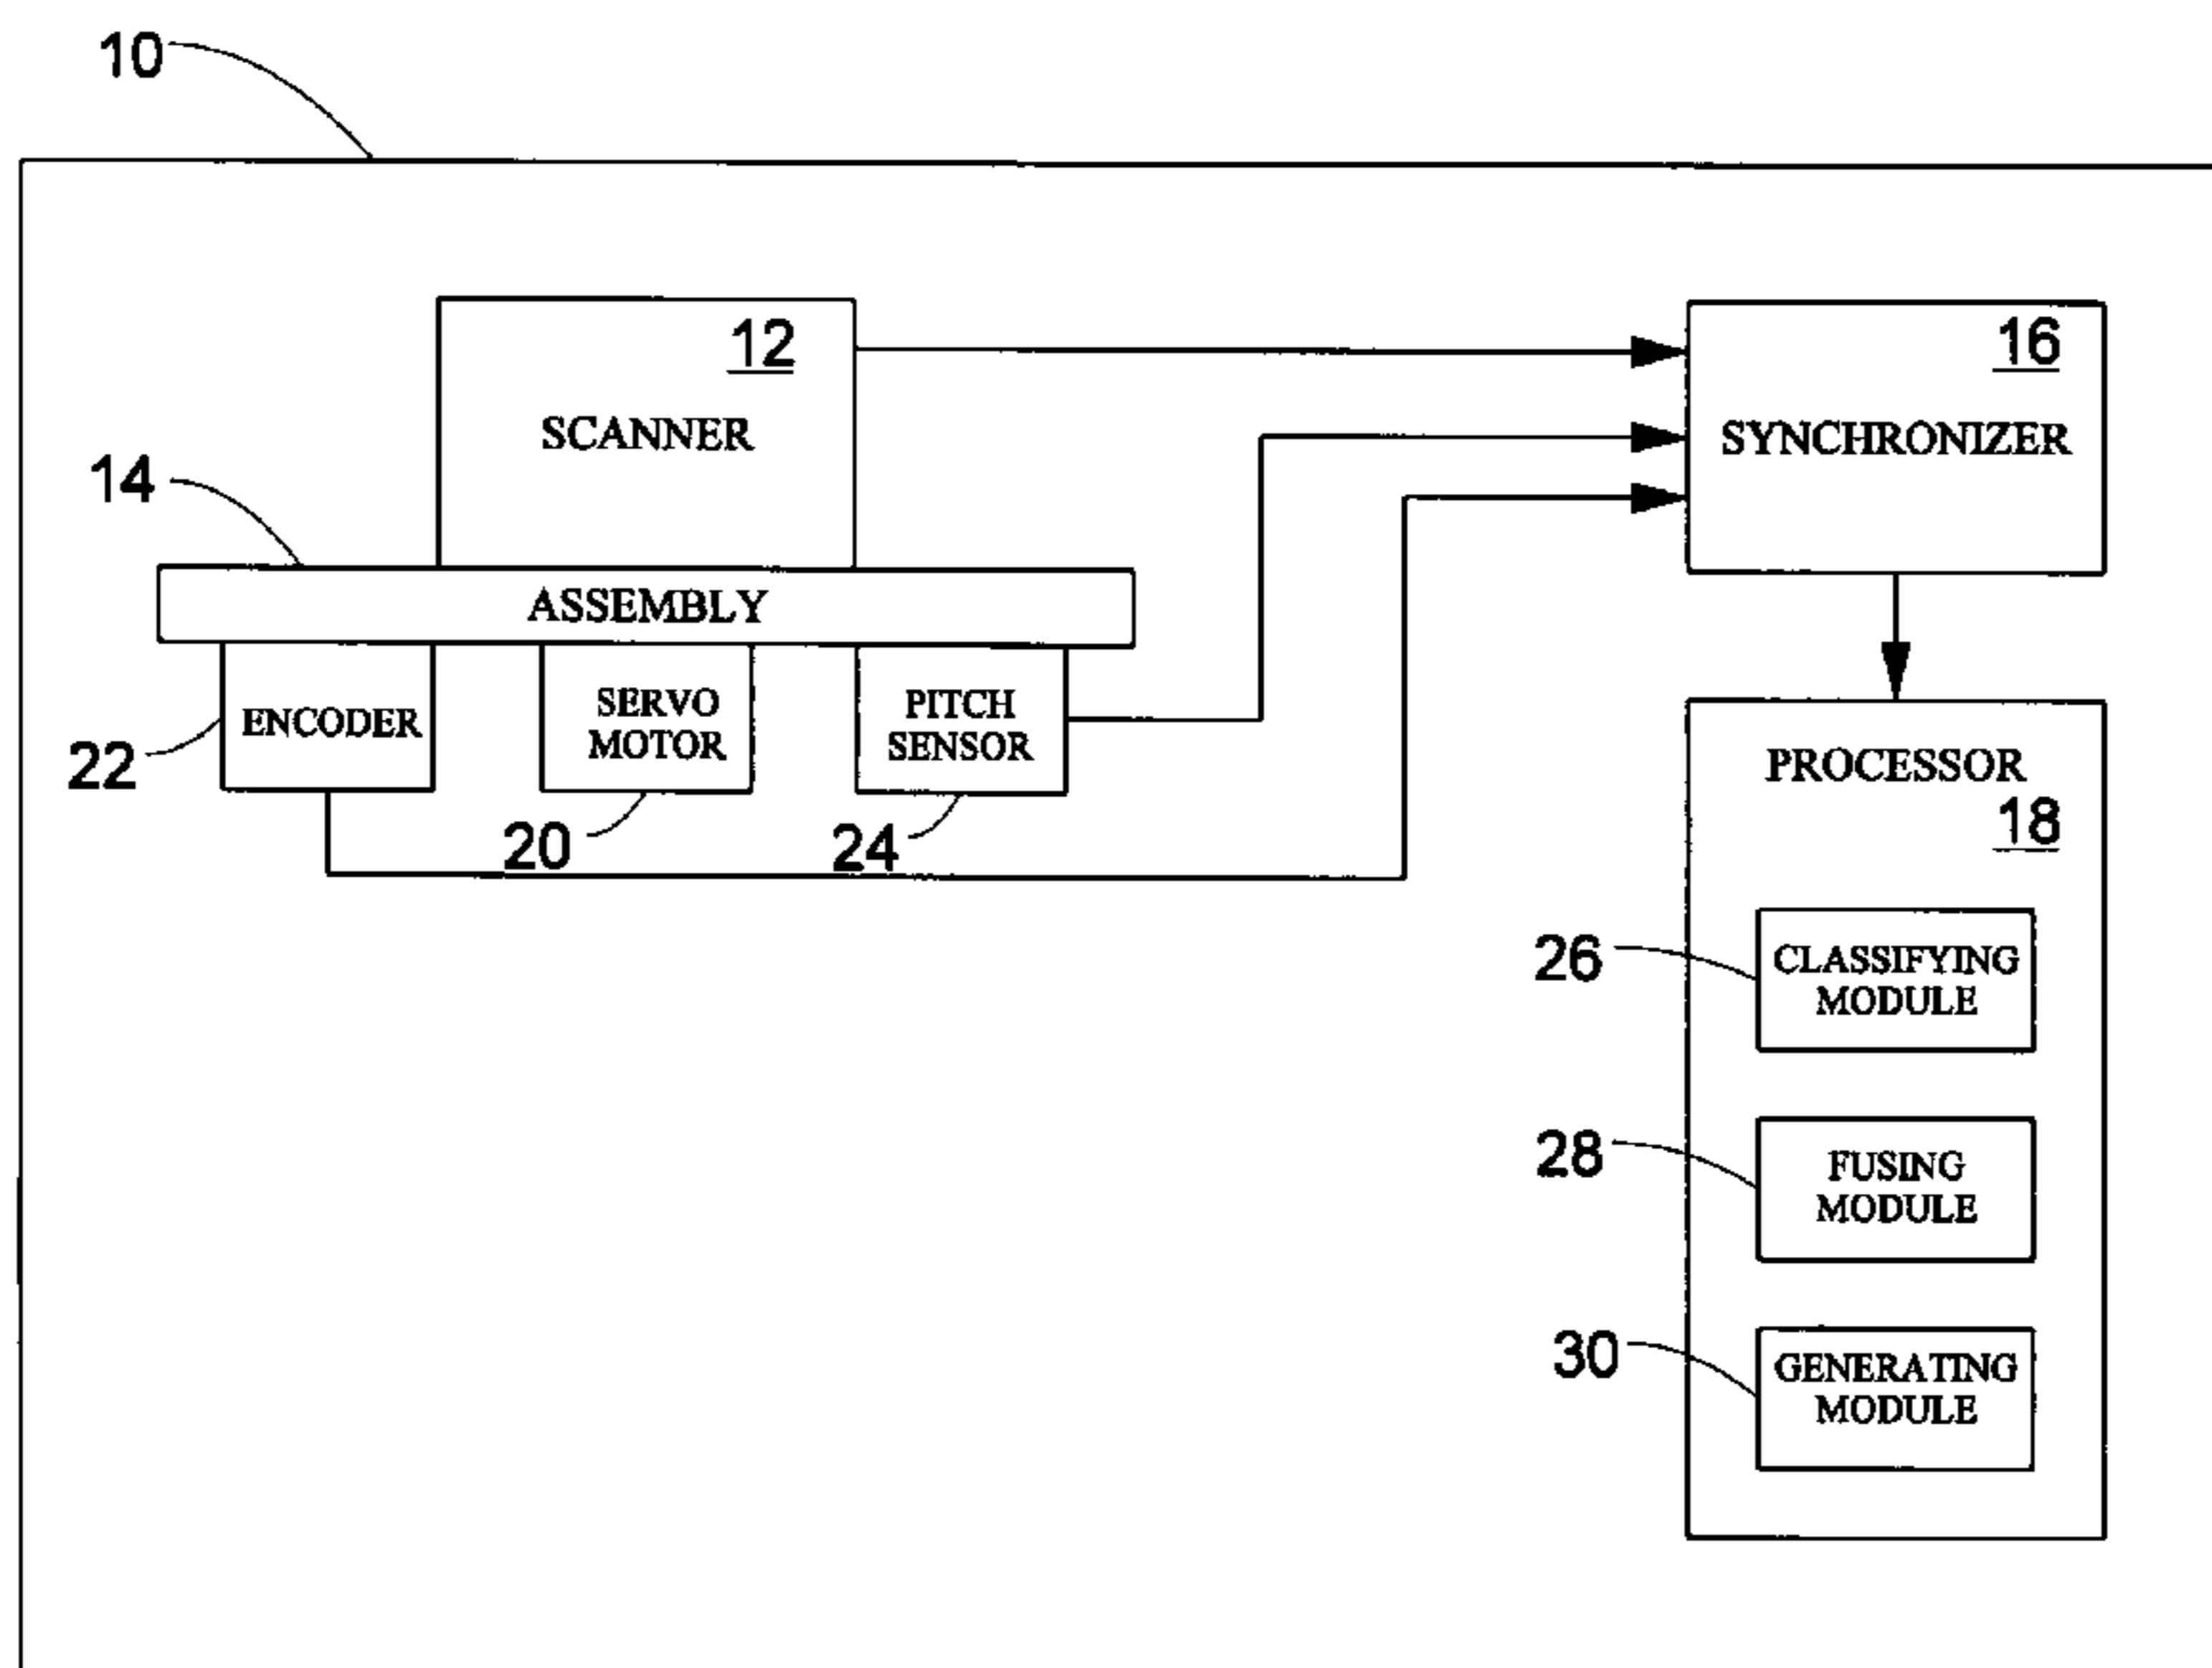 10
12
SCANNER
16
SYNCHRONIZER
14
ASSEMBLY
22
ENCODER
SERVO
MOTOR
PITCH
SENSOR
20
24
PROCESSOR
18
26
CLASSIFYING
MODULE
28
FUSING
MODULE
30
GENERATING
MODULE